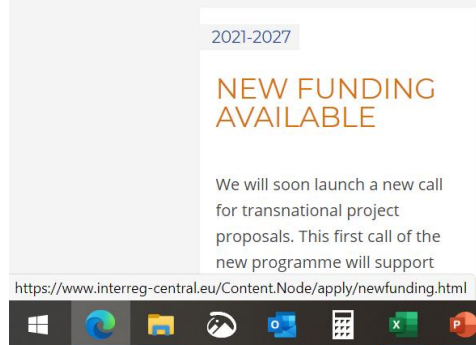 2021-2027
NEW FUNDING
AVAILABLE
We will soon launch a new call
for transnational project
proposals. This first call of the
new programme will support
https://www.interreg-central.eu/Content.Node/apply/newfunding.html